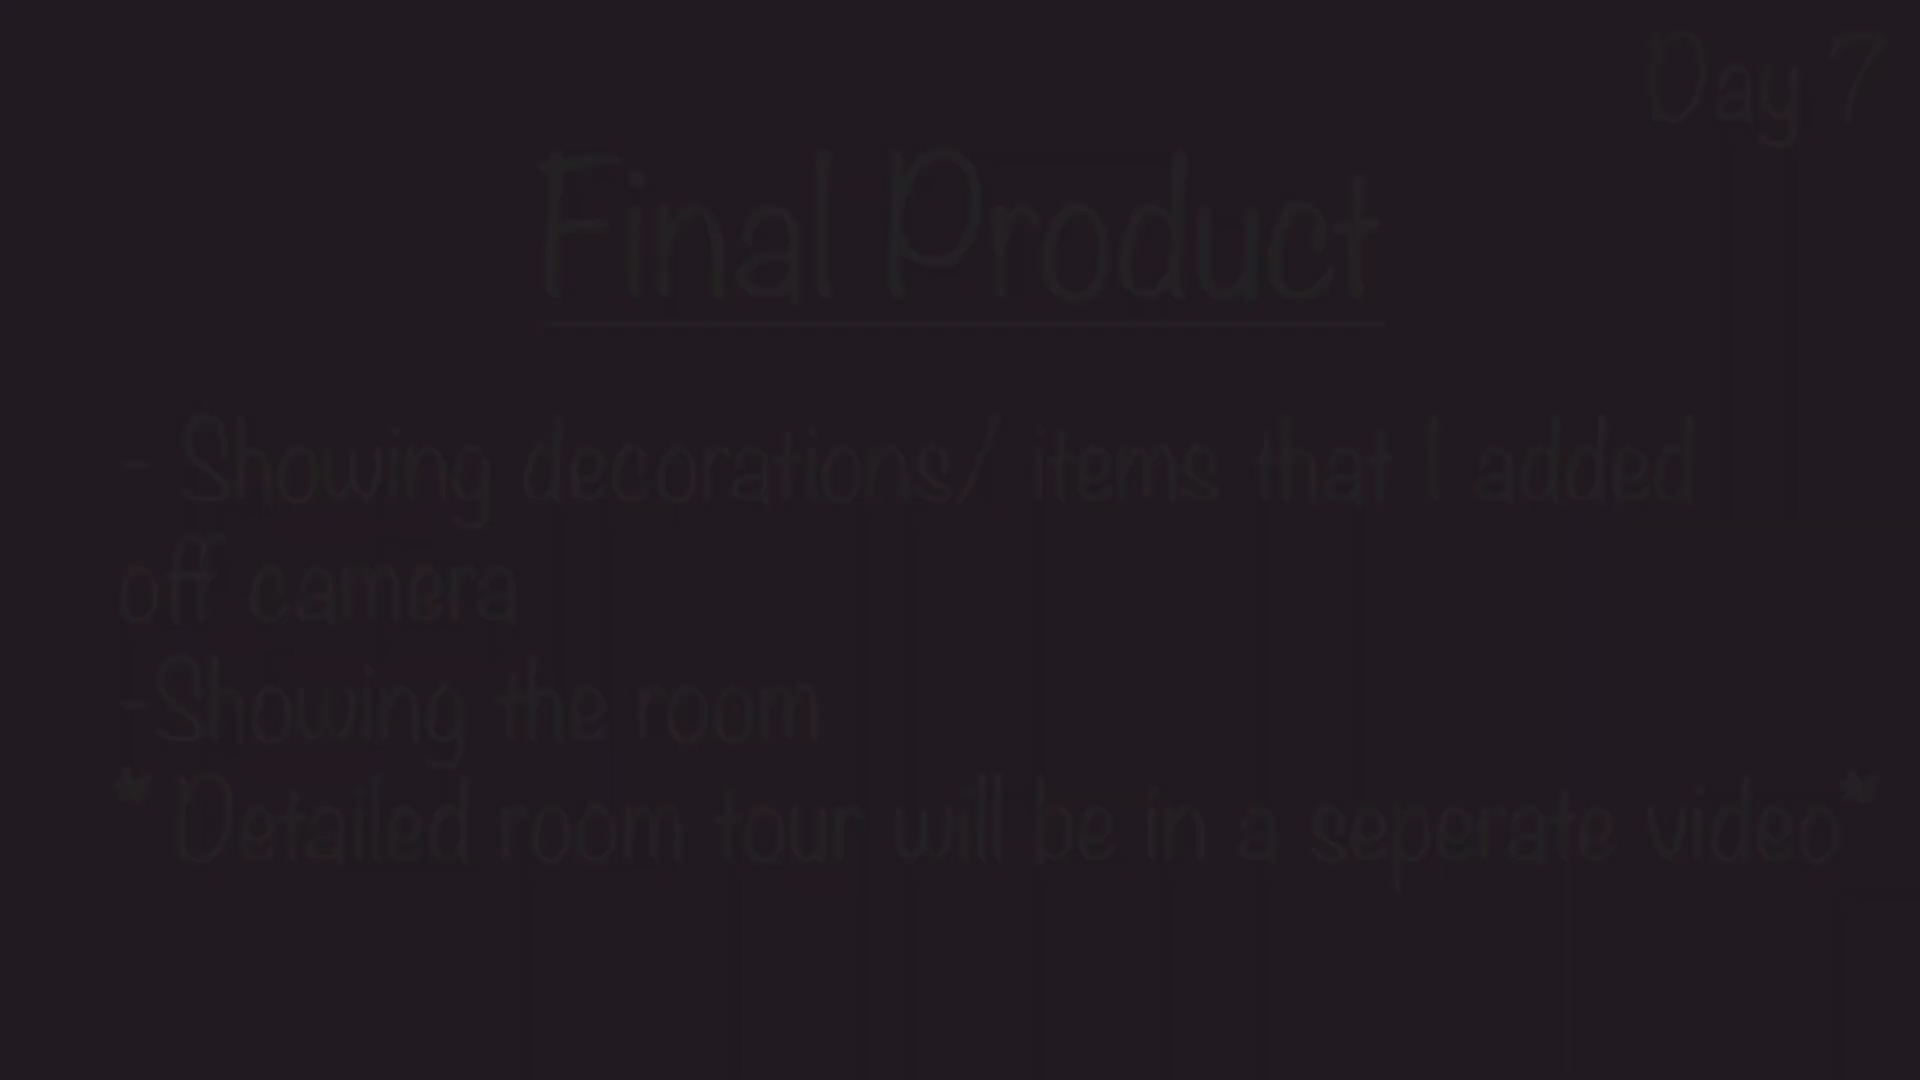 Day 7
Final Product
- Showing decorations/ items that I added
off camera
-Showing the room
* Detailed room tour will be in a seperate video*